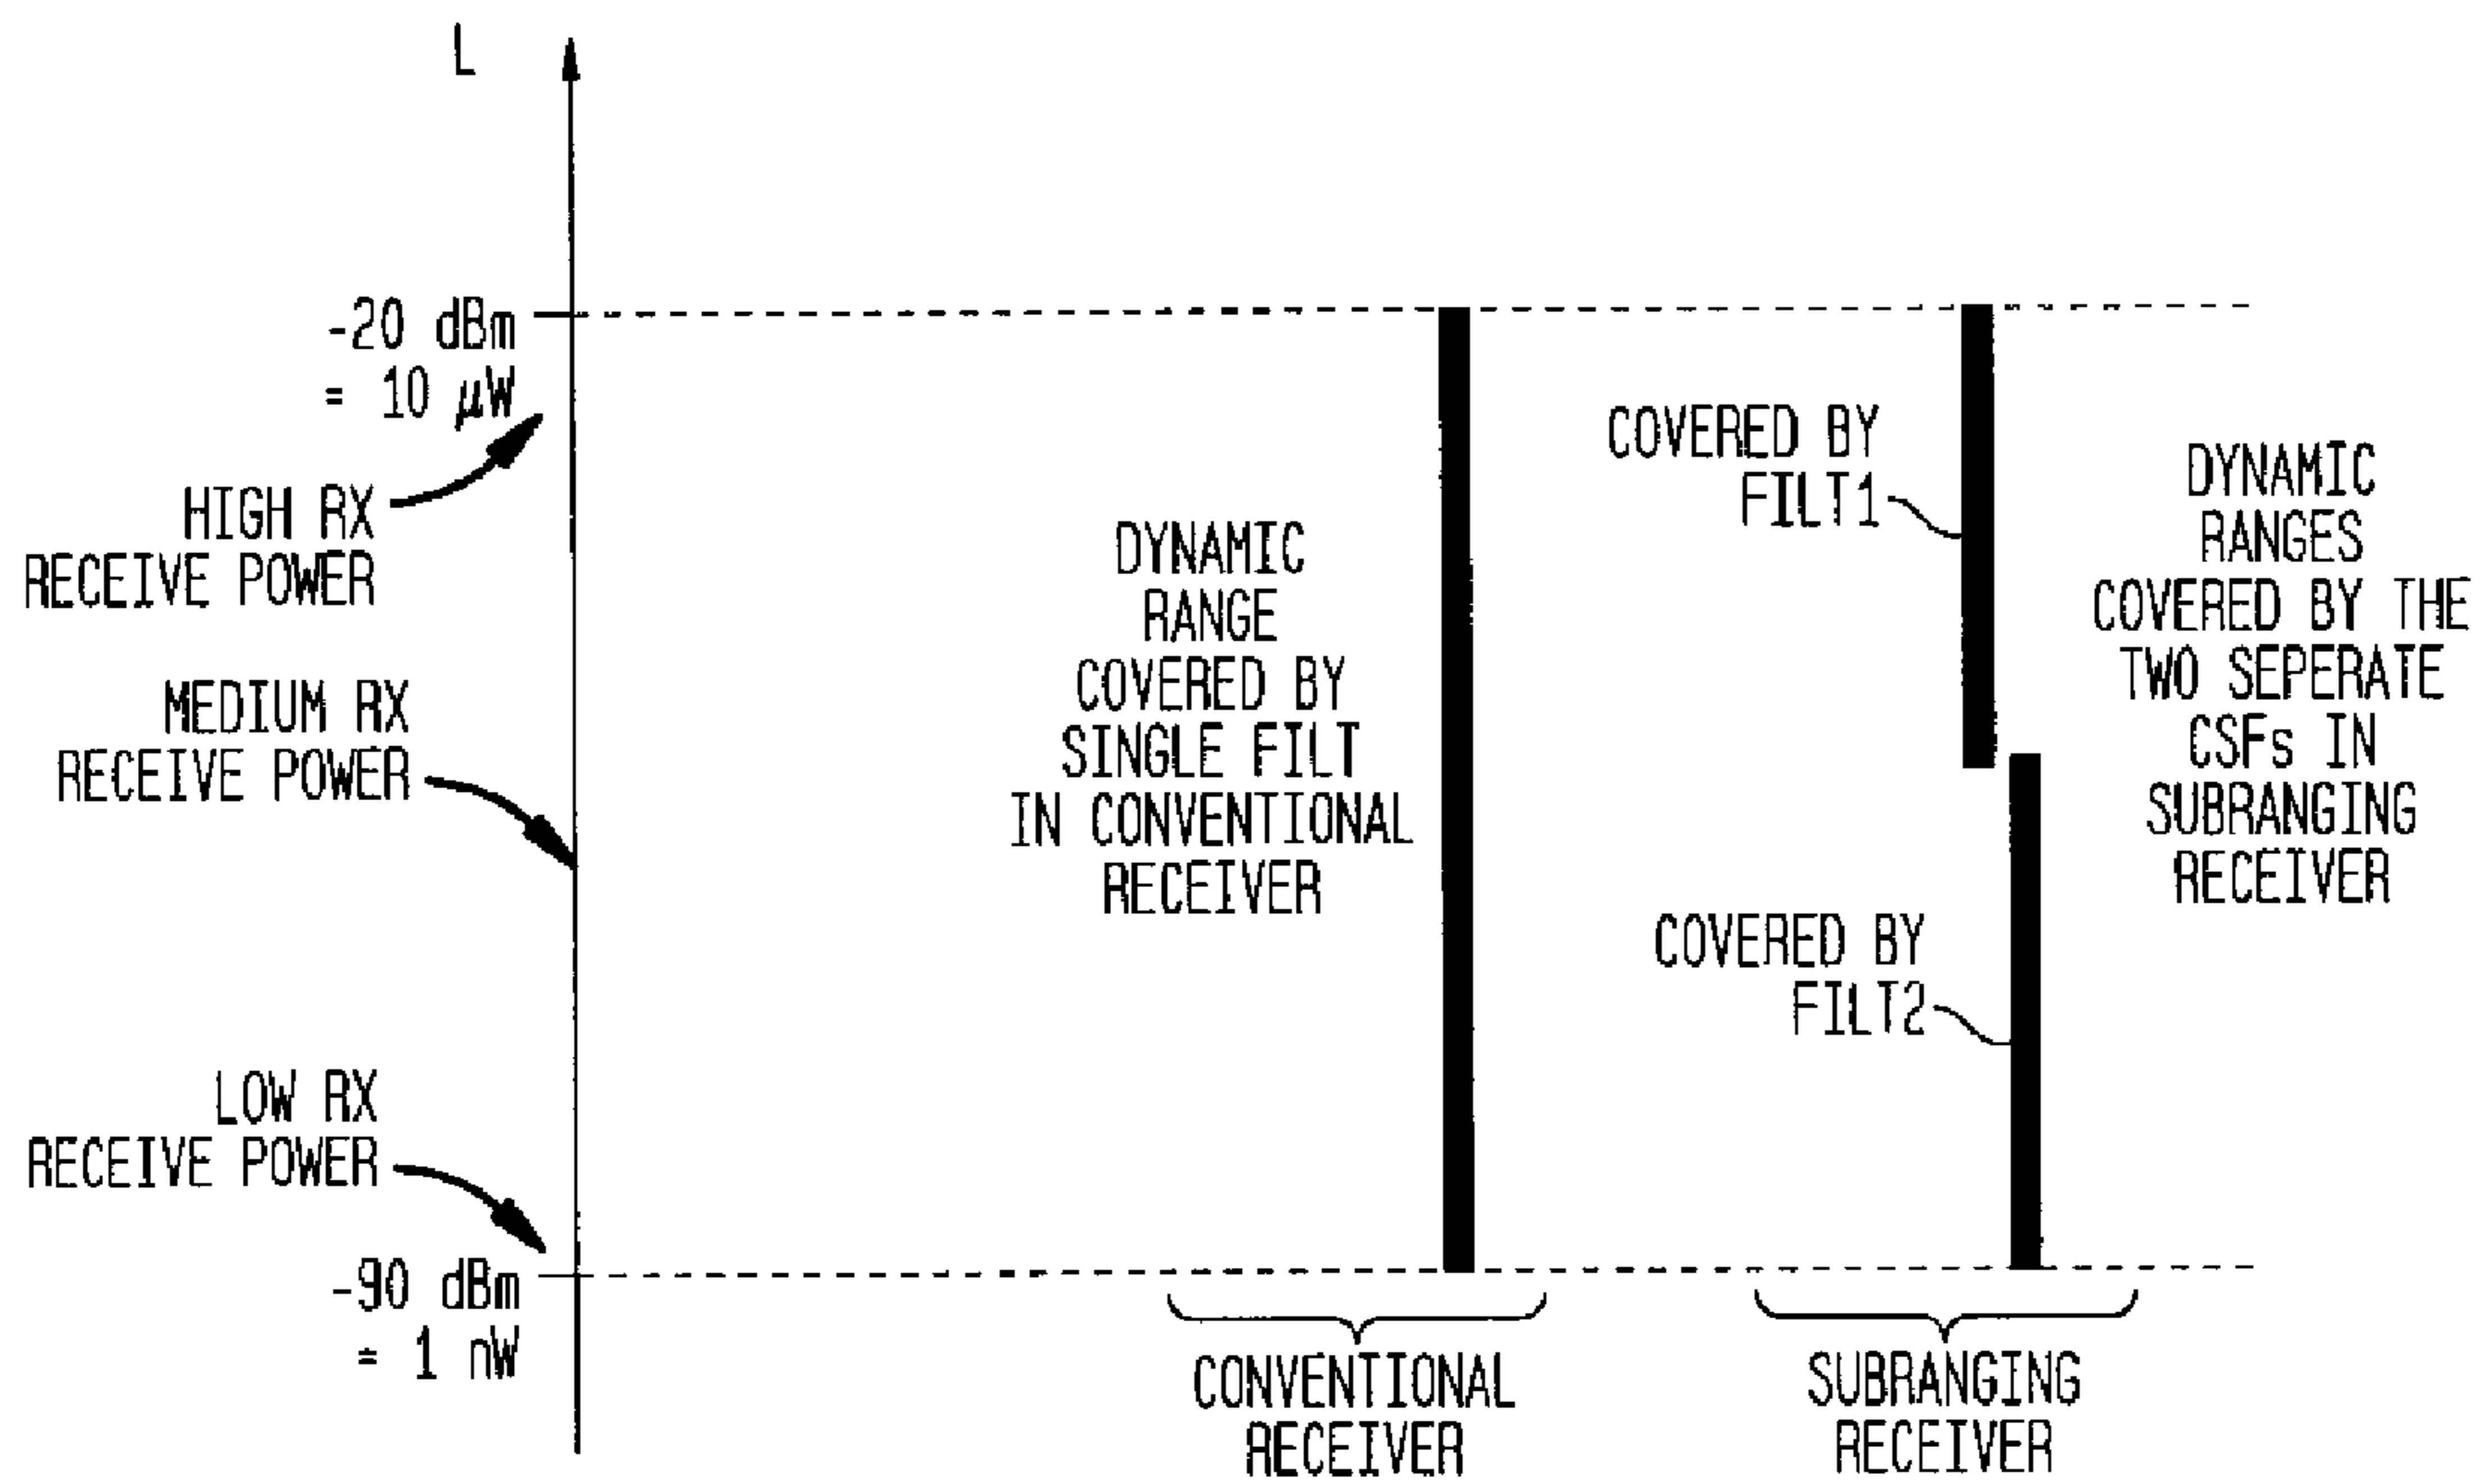 L
-20 dBm
= 10 μW
HIGH RX
RECEIVE POWER
MEDIUM RX
RECEIVE POWER
LOW RX
RECEIVE POWER
-90 dBm
= 1 nW
DYNAMIC
RANGE
COVERED BY
SINGLE FILT
IN CONVENTIONAL
RECEIVER
COVERED BY
FILT1
COVERED BY
FILT2
DYNAMIC
RANGES
COVERED BY THE
TWO SEPERATE
CSFs IN
SUBRANGING
RECEIVER
CONVENTIONAL
RECEIVER
SUBRANGING
RECEIVER